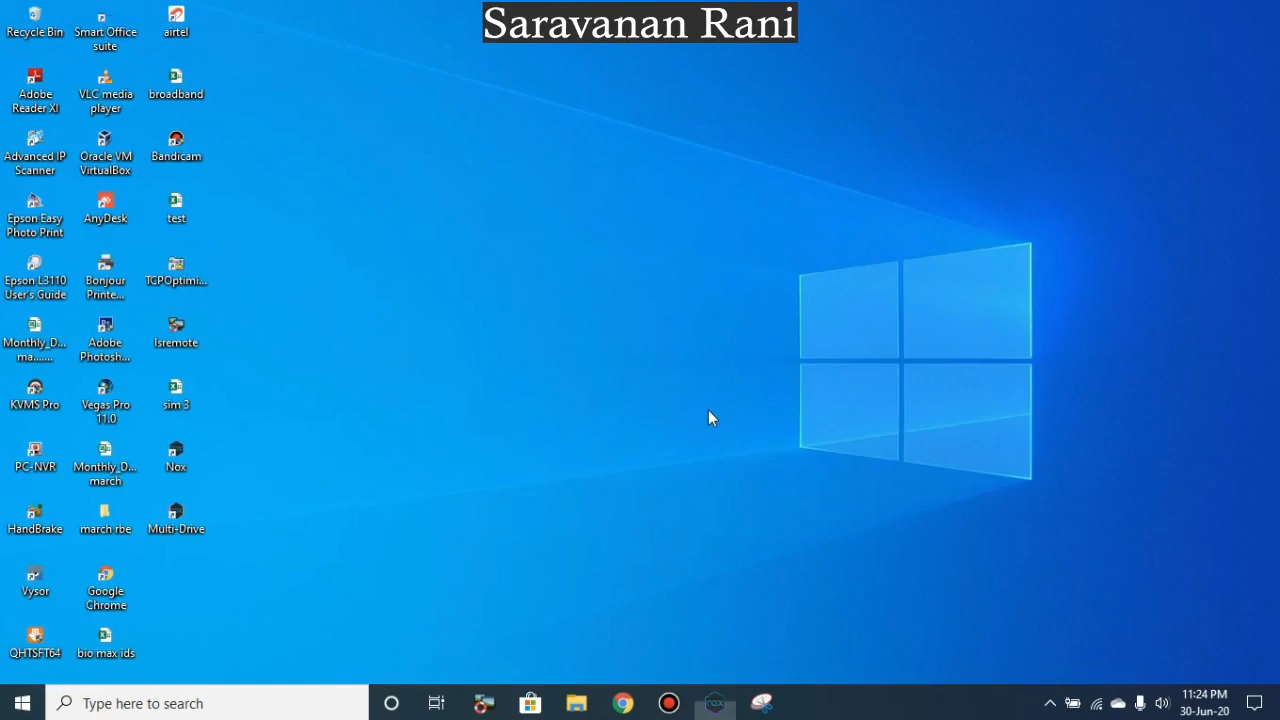 Saravanan Rani
Recycle Bin
Smart Office
suite
airtel
Adobe
Reader XI
VLC media
player
broadband
Advanced IP
Scanner
Oracle VM
VirtualBox
Bandicam
Epson Easy
Photo Print
AnyDesk
test
Epson L3110
User's Guide
Bonjour
Printe...
TCPOptimi...
Monthly_D...
ma.......
Adobe
Photosh...
lsremote
KVMS Pro
Vegas Pro
11.0
sim 3
PC-NVR
Monthly_D...
march
Nox
HandBrake
march rbe
Multi-Drive
Vysor
Google
Chrome
QHTSFT64
bio max ids
Type here to search
nox
11:24 PM
30-Jun-20